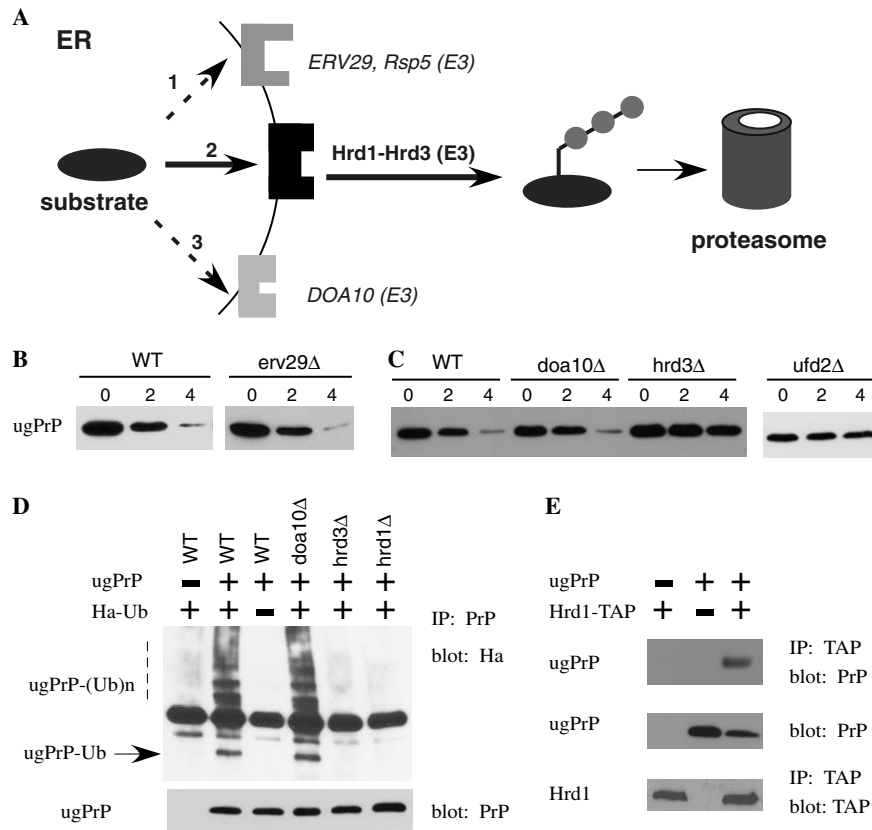 A
ER
ERV29, Rsp5 (E3)
1
2
Hrd1-Hrd3 (E3)
substrate
3
proteasome
DOA10 (E3)
B
WT
erv29Δ
0 2 4 0 2 4
ugPrP
C
WT doa10Δ hrd3Δ ufd2Δ
0 2 4 0 2 4 0 2 4 0 2 4
D
WT WT WT doa10Δ hrd3Δ hrd1Δ
ugPrP - + + + + +
Ha-Ub + + - + + +
IP: PrP
blot: Ha
ugPrP-(Ub)n
ugPrP-Ub
ugPrP
blot: PrP
E
ugPrP - + +
Hrd1-TAP + - +
ugPrP
IP: TAP
blot: PrP
ugPrP
blot: PrP
Hrd1
IP: TAP
blot: TAP